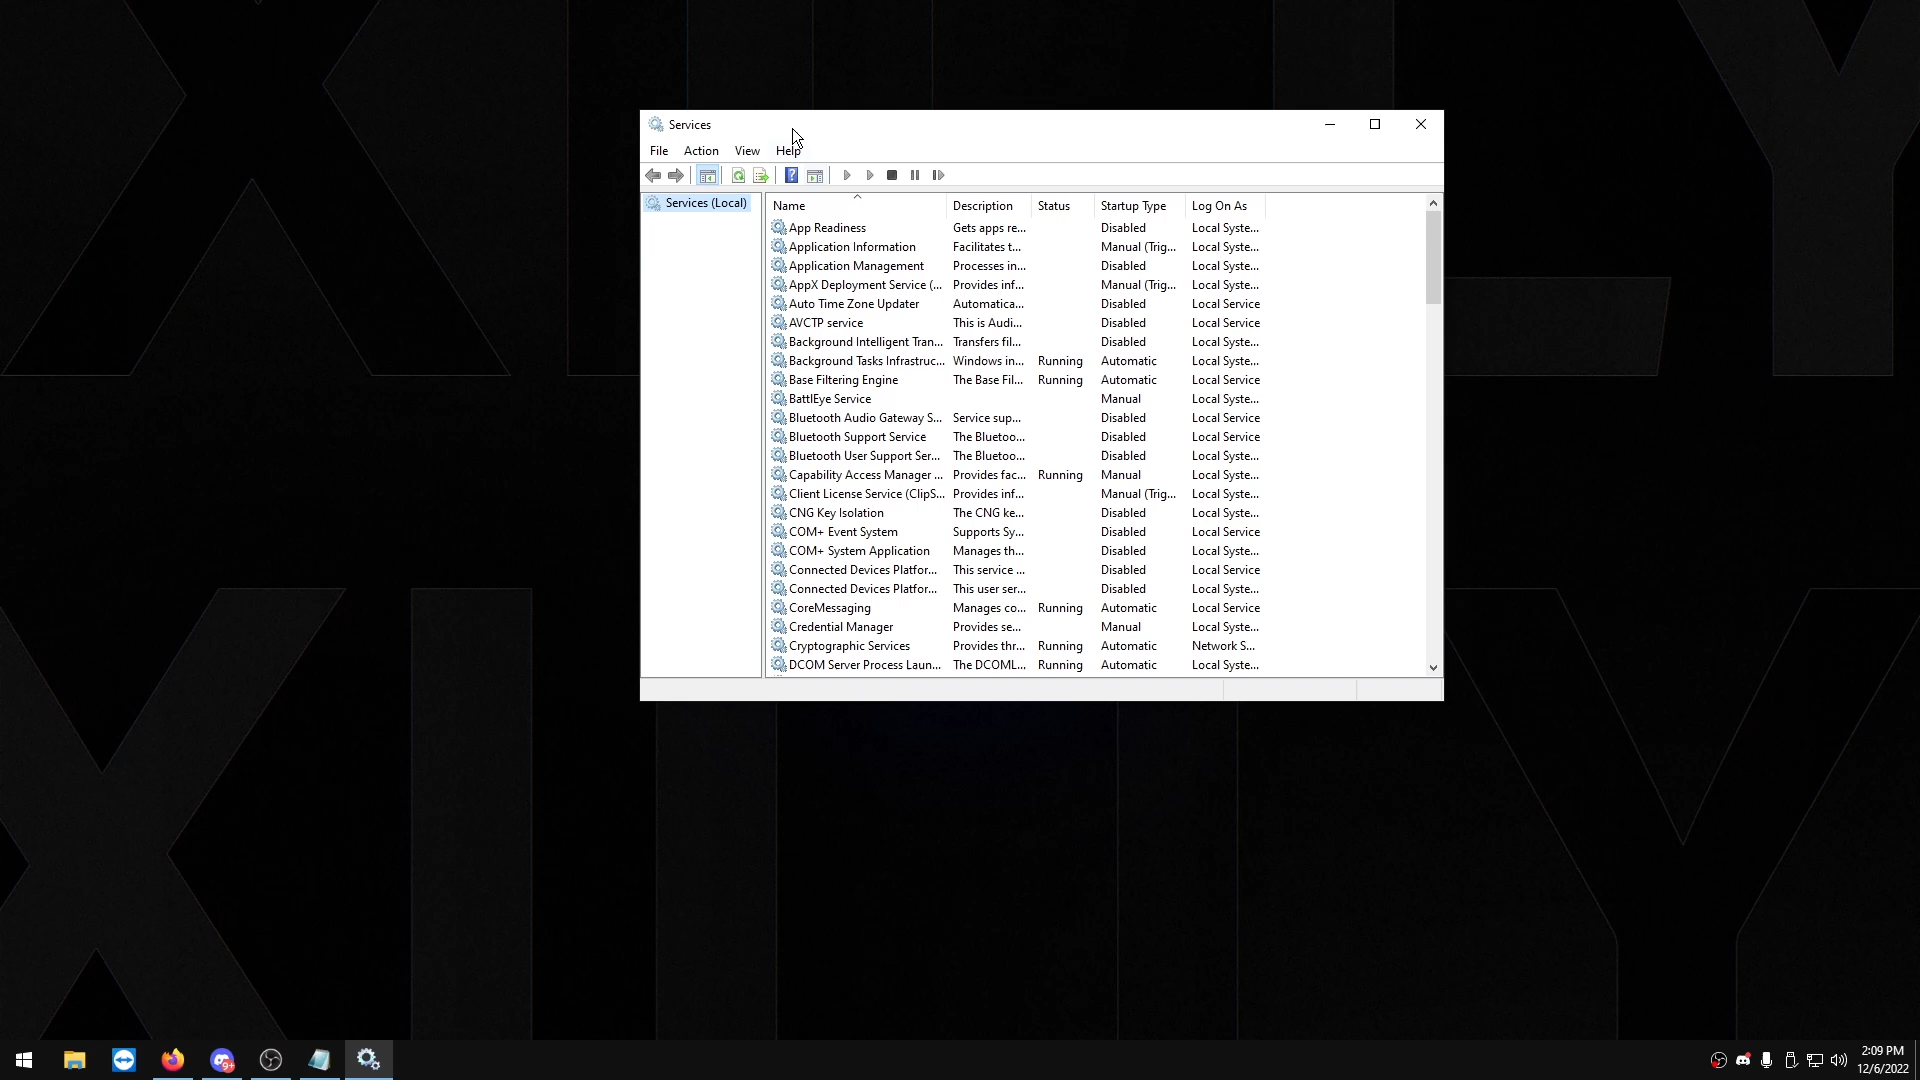 Services
File Action View Help
Services (Local)
Name Description Status Startup Type Log On As
App Readiness Gets apps re... Disabled Local Syste...
Application Information Facilitates t... Manual (Trig... Local Syste...
Application Management Processes in... Disabled Local Syste...
AppX Deployment Service (... Provides inf... Manual (Trig... Local Syste...
Auto Time Zone Updater Automatica... Disabled Local Service
AVCTP service This is Audi... Disabled Local Service
Background Intelligent Tran... Transfers fil... Disabled Local Syste...
Background Tasks Infrastruc... Windows in... Running Automatic Local Syste...
Base Filtering Engine The Base Fil... Running Automatic Local Service
BattlEye Service Manual Local Syste...
Bluetooth Audio Gateway S... Service sup... Disabled Local Service
Bluetooth Support Service The Bluetoo... Disabled Local Service
Bluetooth User Support Ser... The Bluetoo... Disabled Local Syste...
Capability Access Manager ... Provides fac... Running Manual Local Syste...
Client License Service (ClipS... Provides inf... Manual (Trig... Local Syste...
CNG Key Isolation The CNG ke... Disabled Local Syste...
COM+ Event System Supports Sy... Disabled Local Service
COM+ System Application Manages th... Disabled Local Syste...
Connected Devices Platfor... This service ... Disabled Local Service
Connected Devices Platfor... This user ser... Disabled Local Syste...
CoreMessaging Manages co... Running Automatic Local Service
Credential Manager Provides se... Manual Local Syste...
Cryptographic Services Provides thr... Running Automatic Network S...
DCOM Server Process Laun... The DCOML... Running Automatic Local Syste...
9+
2:09 PM
12/6/2022